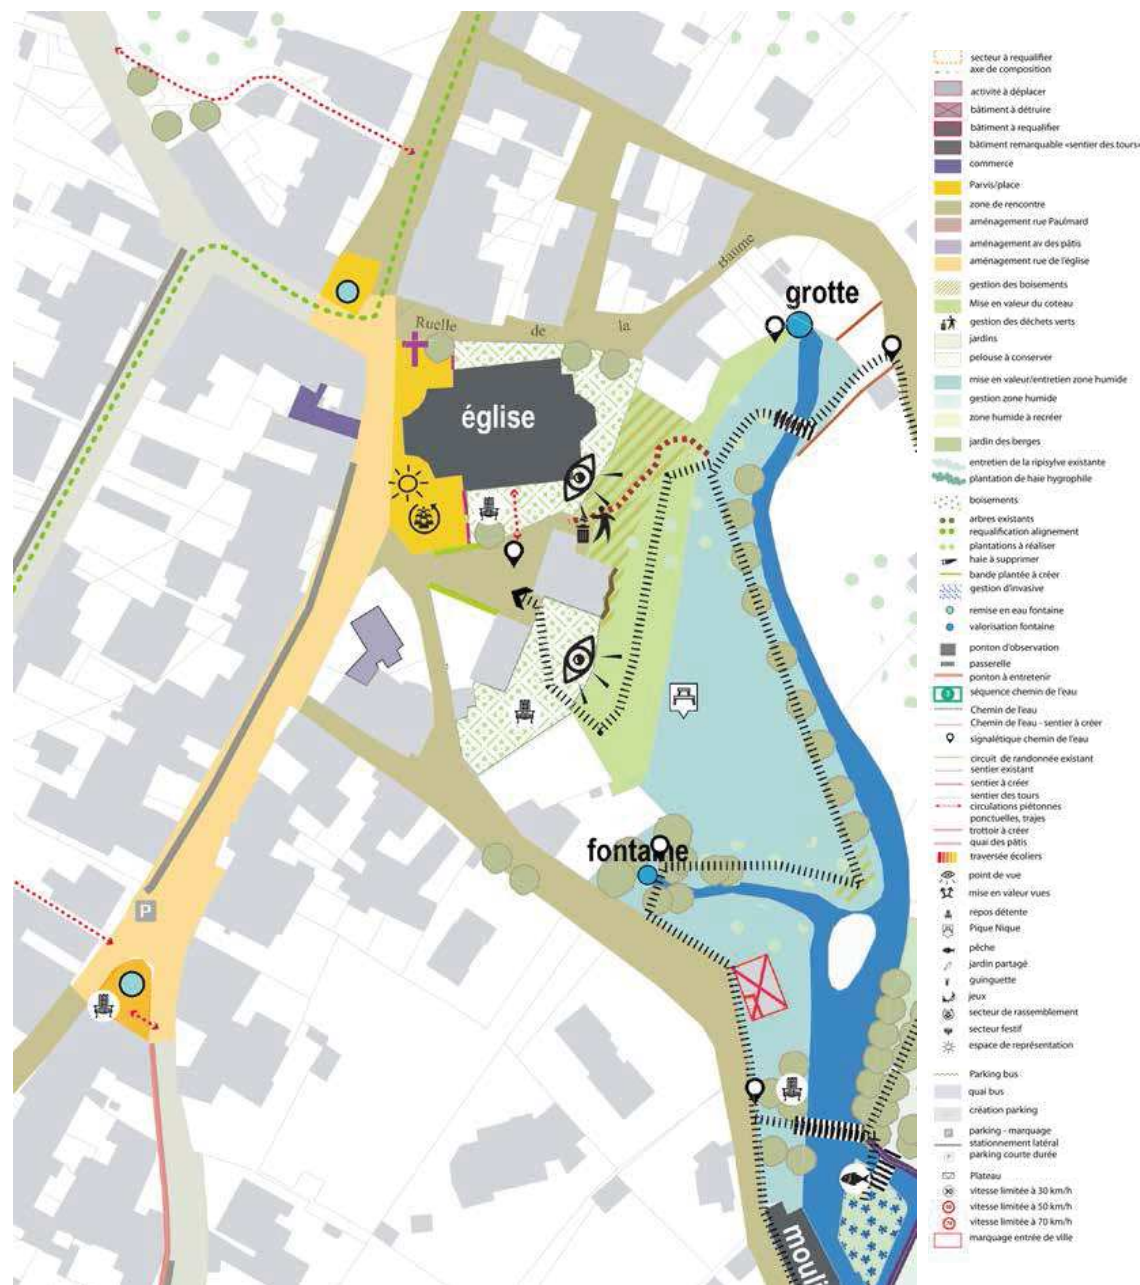 Ruelle
de
la
Baume
grotte
église
fontaine
P
mouli
secteur à requalifier
axe de composition
activité à déplacer
bâtiment à détruire
bâtiment à requalifier
bâtiment remarquable «sentier des tours»
commerce
Parvis/place
zone de rencontre
aménagement rue Paulmard
aménagement av des pâtis
aménagement rue de l'église
gestion des boisements
Mise en valeur du coteau
gestion des déchets verts
jardins
pelouse à conserver
mise en valeur/entretien zone humide
gestion zone humide
zone humide à recréer
jardin des berges
entretien de la ripisylve existante
plantation de haie hygrophile
boisements
arbres existants
requalification alignement
plantations à réaliser
haie à supprimer
bande plantée à créer
gestion d'invasive
remise en eau fontaine
valorisation fontaine
ponton d'observation
passerelle
ponton à entretenir
séquence chemin de l'eau
Chemin de l'eau
Chemin de l'eau - sentier à créer
signalétique chemin de l'eau
circuit de randonnée existant
sentier existant
sentier à créer
sentier des tours
circulations piétonnes
ponctuelles, trajes
trottoir à créer
quai des pâtis
traversée écoliers
point de vue
mise en valeur vues
repos détente
Pique Nique
pêche
jardin partagé
guinguette
jeux
secteur de rassemblement
secteur festif
espace de représentation
Parking bus
quai bus
création parking
parking - marquage
stationnement latéral
P parking courte durée
Plateau
30 vitesse limitée à 30 km/h
50 vitesse limitée à 50 km/h
70 vitesse limitée à 70 km/h
marquage entrée de ville